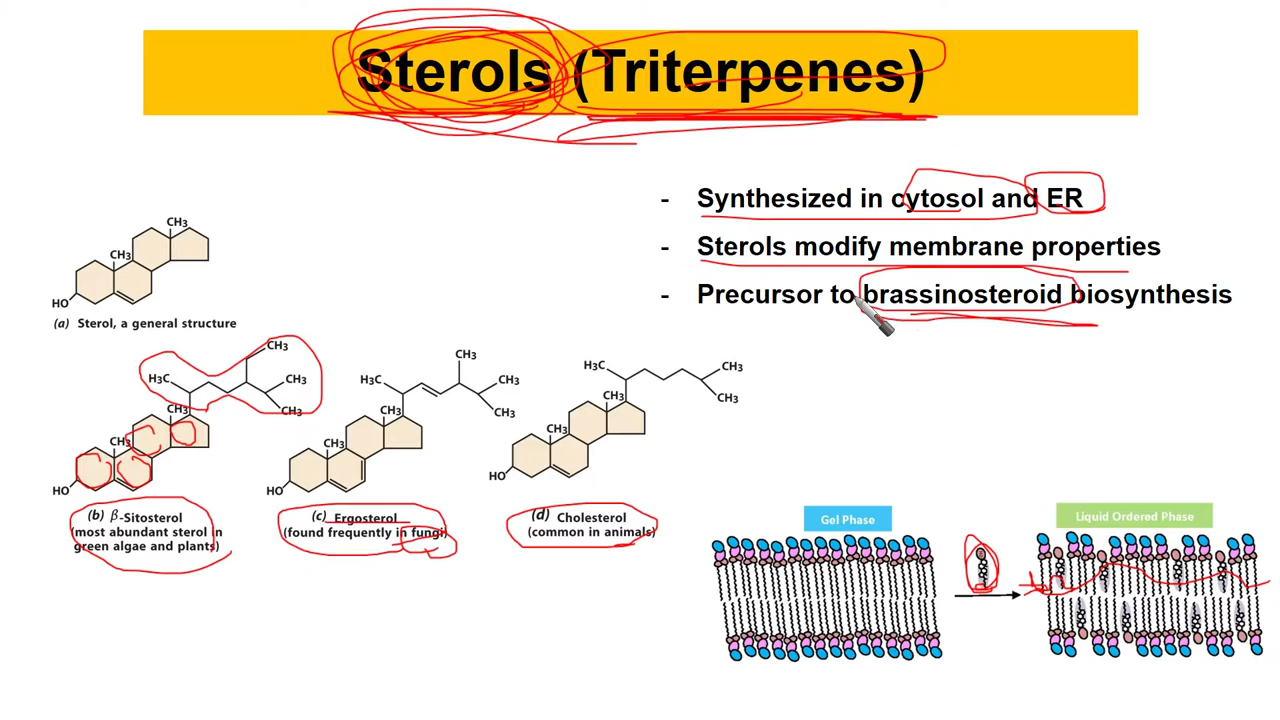 Sterols (Triterpenes)
- Synthesized in cytosol and ER
- Sterols modify membrane properties
- Precursor to brassinosteroid biosynthesis
CH3
CH3
HO
(a) Sterol, a general structure
CH3
H3C
CH3
CH3
CH3
CH3
HO
(b) β-Sitosterol
(most abundant sterol in
green algae and plants)
CH3
H3C
CH3
CH3
CH3
CH3
HO
(c) Ergosterol
(found frequently in fungi)
H3C
CH3
CH3
CH3
CH3
HO
(d) Cholesterol
(common in animals)
Gel Phase
Liquid Ordered Phase